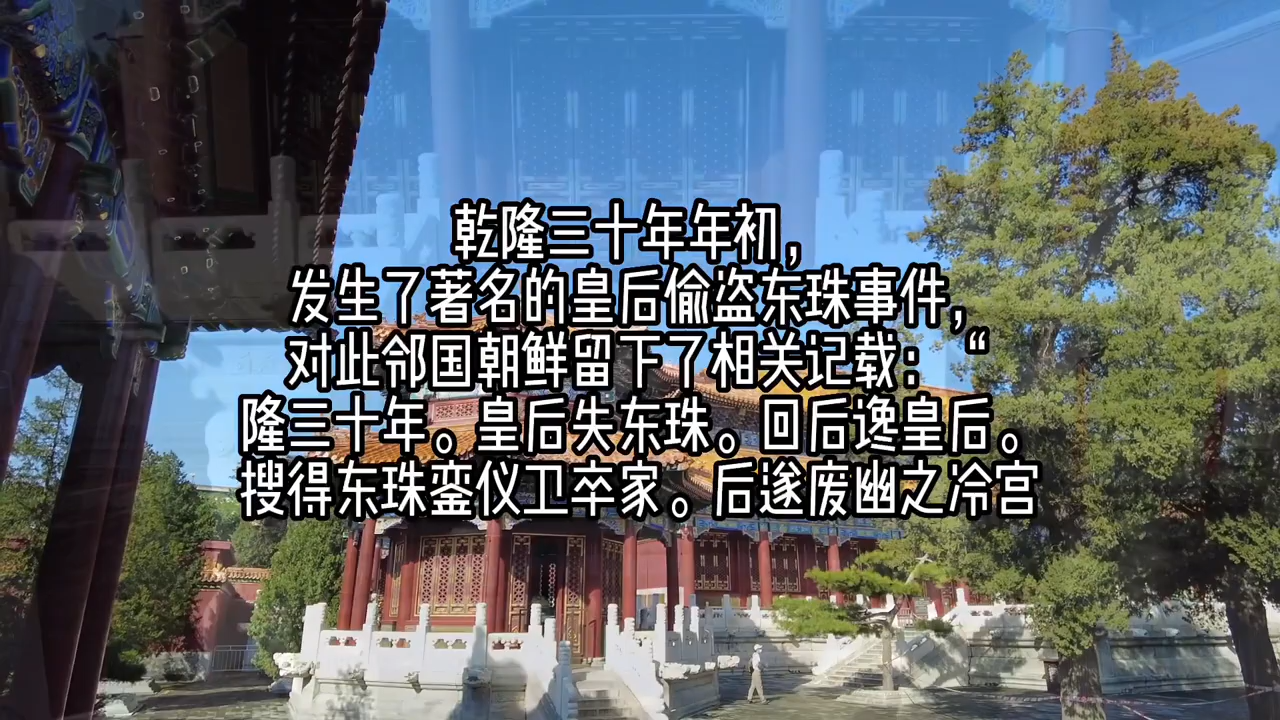 乾隆三十年年初，
发生了著名的皇后偷盗东珠事件，
对此邻国朝鲜留下了相关记载：“
隆三十年。皇后失东珠。回后谗皇后。
搜得东珠銮仪卫卒家。后遂废幽之冷宫